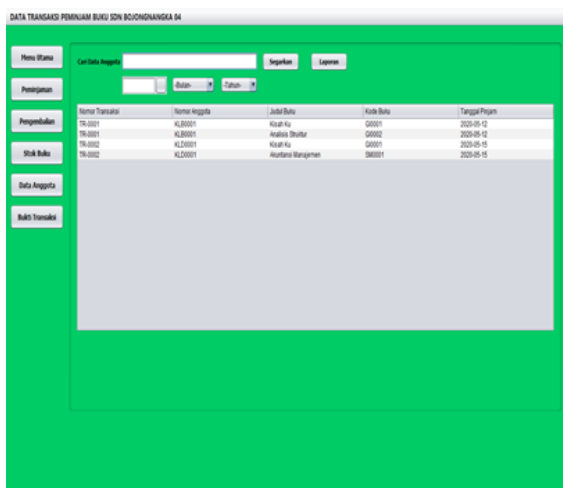 DATA TRANSAKSI PEMINJAM BUKU SDN BOJONGNANGKA 04
Menu Utama
Cari Data Anggota Segarkan Laporan
Peminjaman -Bulan- -Tahun-
Nomor Transaksi Nomor Anggota Judul Buku Kode Buku Tanggal Pinjam
Pengembalian TR-0001 KLB0001 Kisah Ku GI0001 2020-05-12
TR-0001 KLB0001 Analisis Struktur GI0002 2020-05-12
TR-0002 KLD0001 Kisah Ku GI0001 2020-05-15
Stok Buku TR-0002 KLD0001 Akuntansi Manajemen SM0001 2020-05-15
Data Anggota
Bukti Transaksi